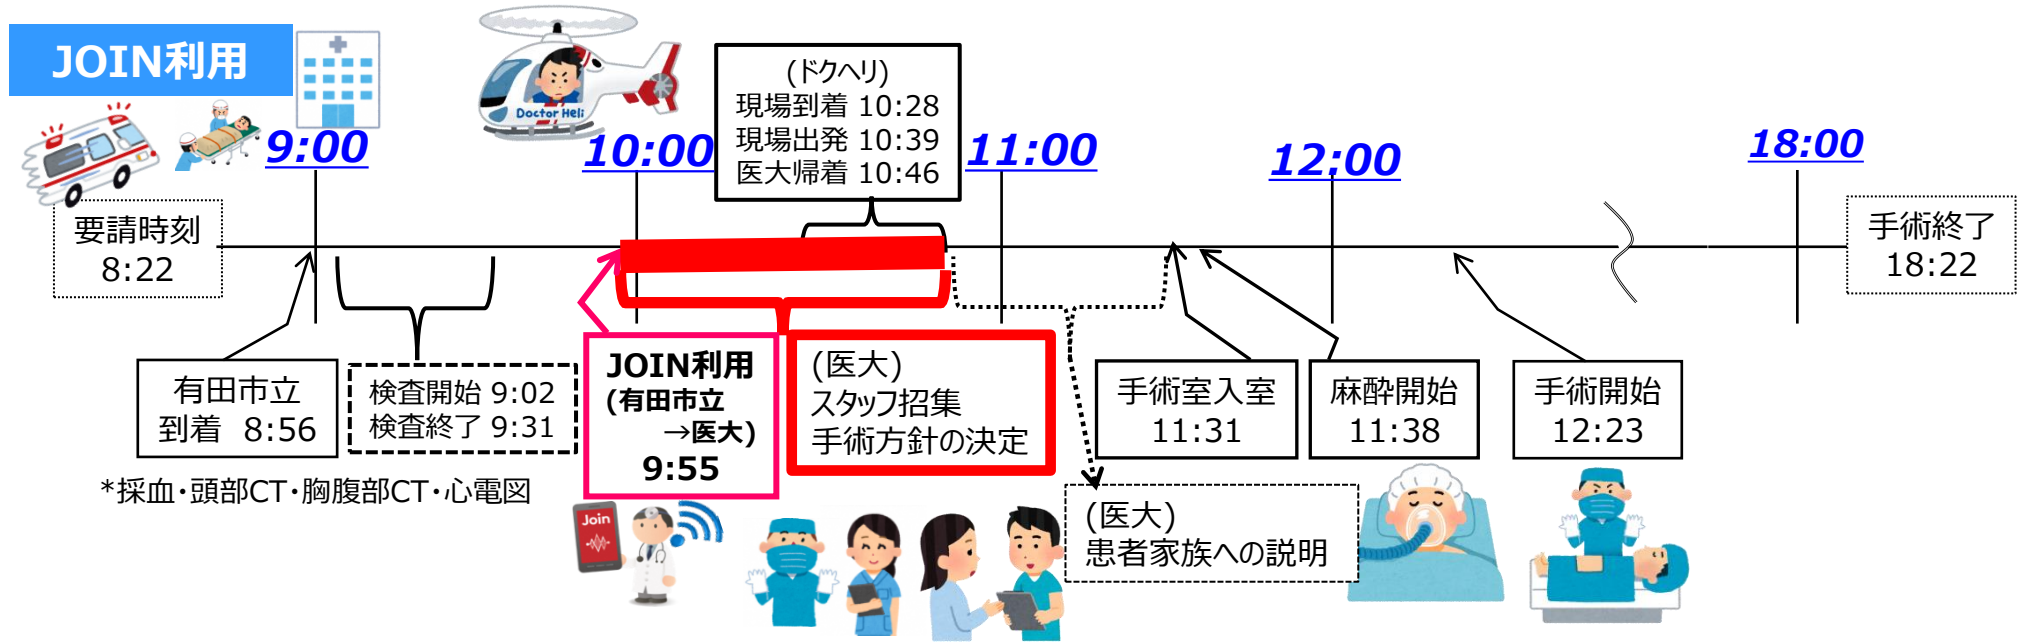 JOIN利用
Doctor Heli
(ドクヘリ)
現場到着 10:28
現場出発 10:39
医大帰着 10:46
9:00
10:00
11:00
12:00
18:00
要請時刻
8:22
手術終了
18:22
有田市立
到着 8:56
検査開始 9:02
検査終了 9:31
JOIN利用
(有田市立
→医大)
9:55
(医大)
スタッフ招集
手術方針の決定
手術室入室
11:31
麻酔開始
11:38
手術開始
12:23
*採血・頭部CT・胸腹部CT・心電図
Join
(医大)
患者家族への説明